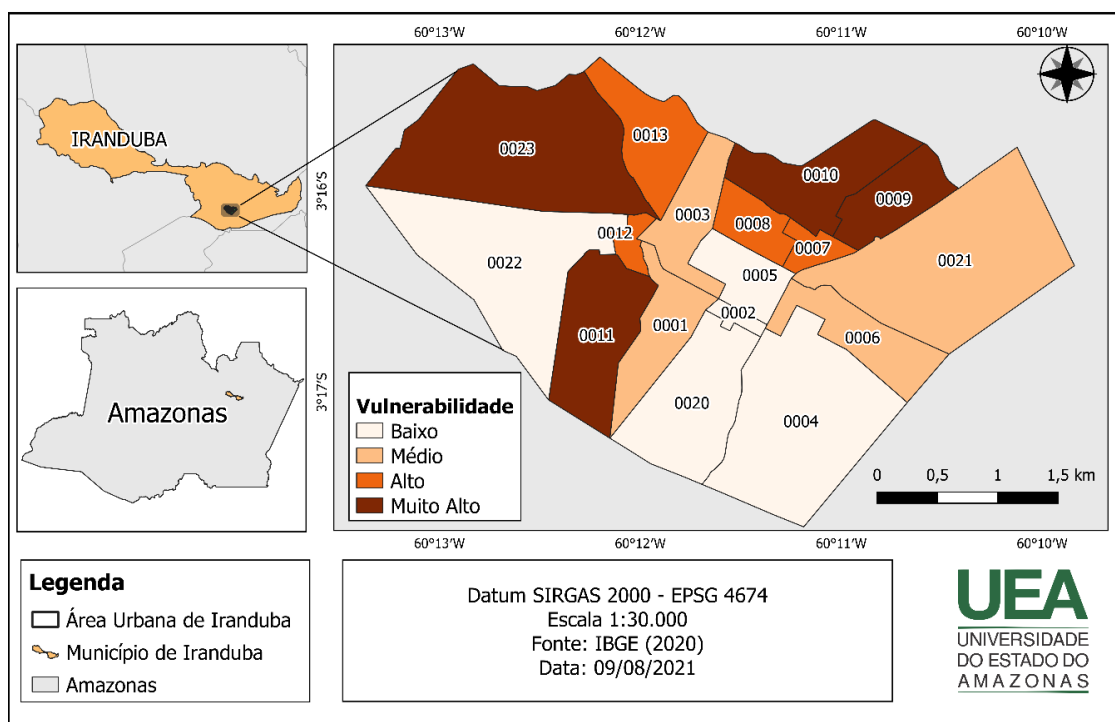 IRANDUBA
Amazonas
60°13'W 60°12'W 60°11'W 60°10'W
3°16'S
3°17'S
0023
0013
0010
0009
0003
0008
0012
0007
0022
0005
0021
0002
0011
0001
0006
0020
0004
Vulnerabilidade
Baixo
Médio
Alto
Muito Alto
0 0,5 1 1,5 km
60°13'W 60°12'W 60°11'W 60°10'W
Legenda
Área Urbana de Iranduba
Município de Iranduba
Amazonas
Datum SIRGAS 2000 - EPSG 4674
Escala 1:30.000
Fonte: IBGE (2020)
Data: 09/08/2021
UEA
UNIVERSIDADE
DO ESTADO DO
AMAZONAS